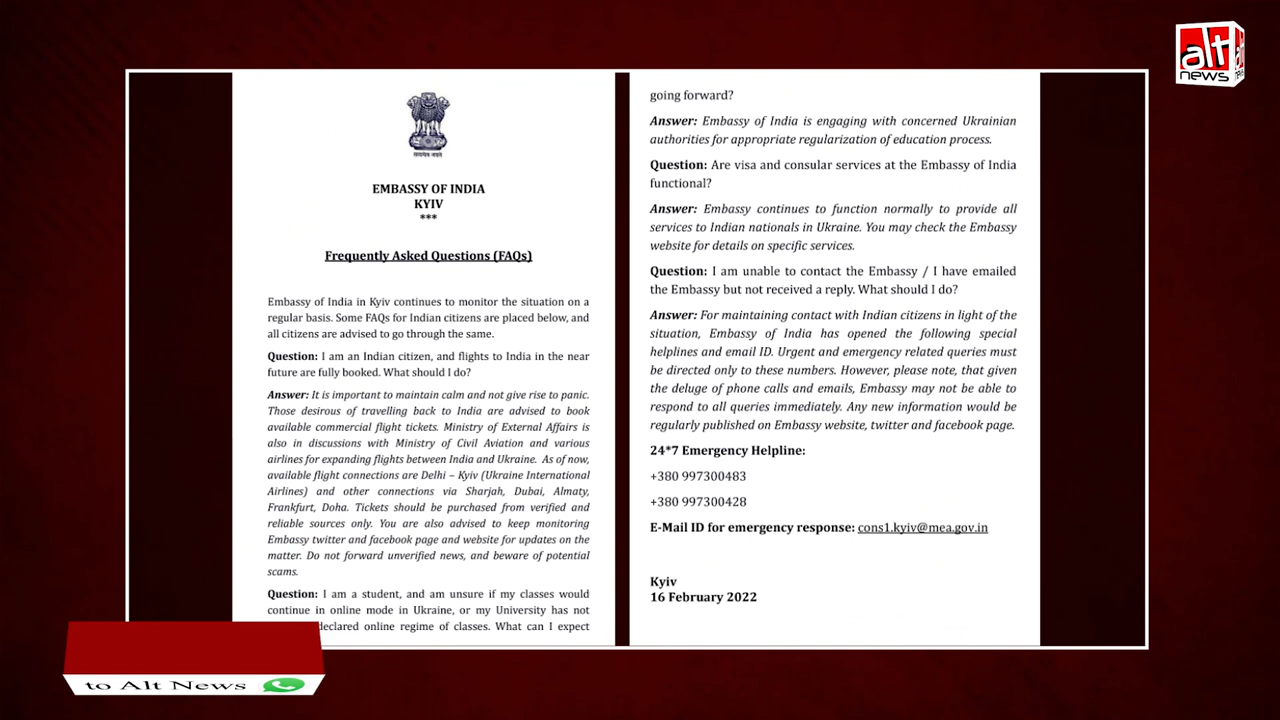 alt
news
सत्यमेव जयते
EMBASSY OF INDIA
KYIV
***
Frequently Asked Questions (FAQs)
Embassy of India in Kyiv continues to monitor the situation on a
regular basis. Some FAQs for Indian citizens are placed below, and
all citizens are advised to go through the same.
Question: I am an Indian citizen, and flights to India in the near
future are fully booked. What should I do?
Answer: It is important to maintain calm and not give rise to panic.
Those desirous of travelling back to India are advised to book
available commercial flight tickets. Ministry of External Affairs is
also in discussions with Ministry of Civil Aviation and various
airlines for expanding flights between India and Ukraine. As of now,
available flight connections are Delhi – Kyiv (Ukraine International
Airlines) and other connections via Sharjah, Dubai, Almaty,
Frankfurt, Doha. Tickets should be purchased from verified and
reliable sources only. You are also advised to keep monitoring
Embassy twitter and facebook page and website for updates on the
matter. Do not forward unverified news, and beware of potential
scams.
Question: I am a student, and am unsure if my classes would
continue in online mode in Ukraine, or my University has not
declared online regime of classes. What can I expect
going forward?
Answer: Embassy of India is engaging with concerned Ukrainian
authorities for appropriate regularization of education process.
Question: Are visa and consular services at the Embassy of India
functional?
Answer: Embassy continues to function normally to provide all
services to Indian nationals in Ukraine. You may check the Embassy
website for details on specific services.
Question: I am unable to contact the Embassy / I have emailed
the Embassy but not received a reply. What should I do?
Answer: For maintaining contact with Indian citizens in light of the
situation, Embassy of India has opened the following special
helplines and email ID. Urgent and emergency related queries must
be directed only to these numbers. However, please note, that given
the deluge of phone calls and emails, Embassy may not be able to
respond to all queries immediately. Any new information would be
regularly published on Embassy website, twitter and facebook page.
24*7 Emergency Helpline:
+380 997300483
+380 997300428
E-Mail ID for emergency response: cons1.kyiv@mea.gov.in
Kyiv
16 February 2022
to Alt News